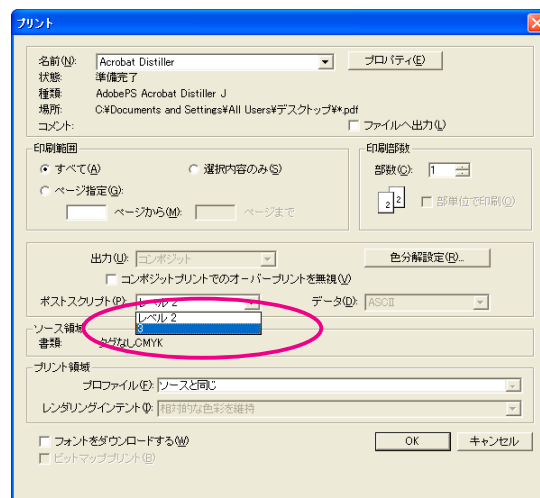 プリント
名前(N): Acrobat Distiller プロパティ(E)
状態: 準備完了
種類: AdobePS Acrobat Distiller J
場所: C:¥Documents and Settings¥All Users¥デスクトップ¥*.pdf
コメント: ファイルへ出力(L)
印刷範囲 印刷部数
すべて(A) 選択内容のみ(S) 部数(C): 1
ページ指定(G): 2 2 部単位で印刷(O)
ページから(M): ページまで
出力(U): コンポジット 色分解設定(R)...
コンポジットプリントでのオーバープリントを無視(V)
ポストスクリプト(P): レベル 2 データ(D): ASCII
レベル 2
3
ソース領域
書類: タグなしCMYK
プリント領域
プロファイル(F): ソースと同じ
レンダリングインテント(I): 相対的な色彩を維持
フォントをダウンロードする(W) OK キャンセル
ビットマッププリント(B)